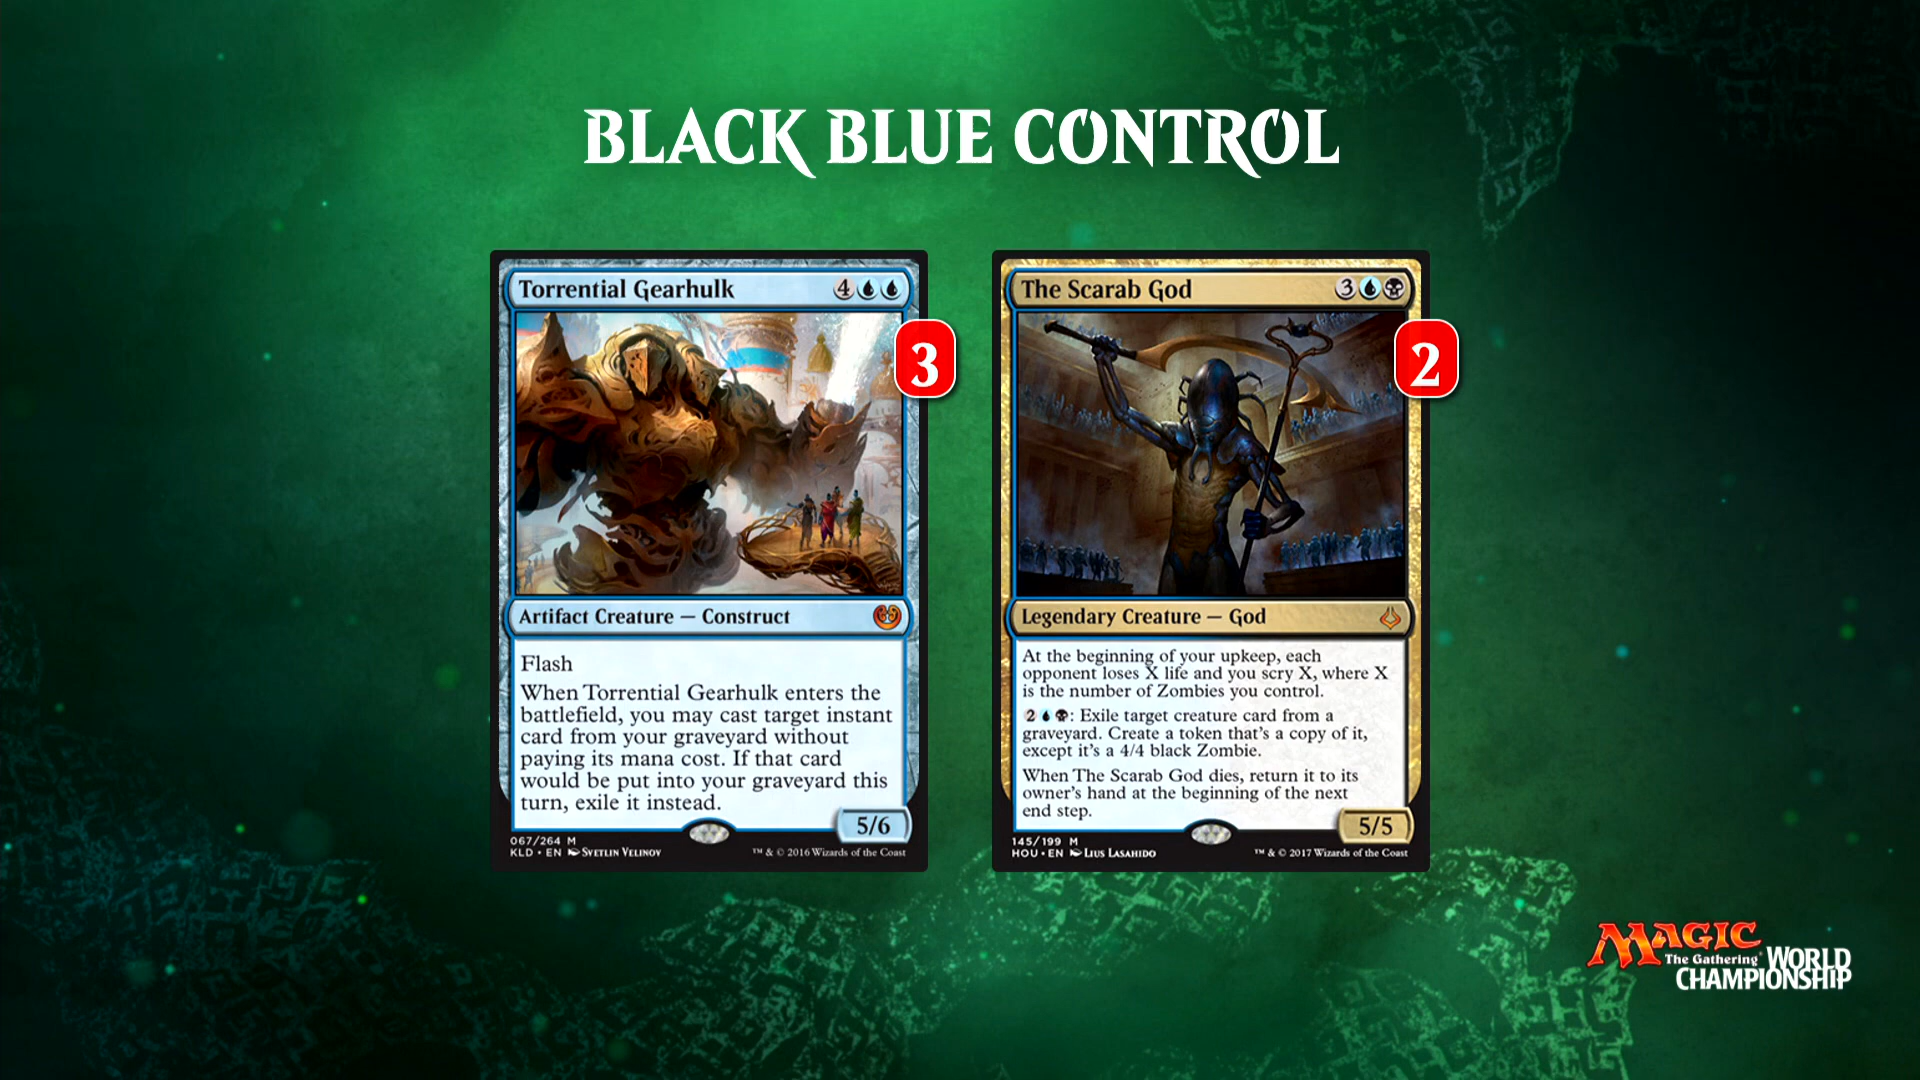 BLACK BLUE CONTROL
Torrential Gearhulk 4
3
Artifact Creature — Construct
Flash
When Torrential Gearhulk enters the
battlefield, you may cast target instant
card from your graveyard without
paying its mana cost. If that card
would be put into your graveyard this
turn, exile it instead.
5/6
067/264 M
KLD • EN Svetlin Velinov
™ & © 2016 Wizards of the Coast
The Scarab God 3
2
Legendary Creature — God
At the beginning of your upkeep, each
opponent loses X life and you scry X, where X
is the number of Zombies you control.
2 : Exile target creature card from a
graveyard. Create a token that's a copy of it,
except it's a 4/4 black Zombie.
When The Scarab God dies, return it to its
owner's hand at the beginning of the next
end step.
5/5
145/199 M
HOU • EN Lius Lasahido
™ & © 2017 Wizards of the Coast
MAGIC
The Gathering
WORLD
CHAMPIONSHIP